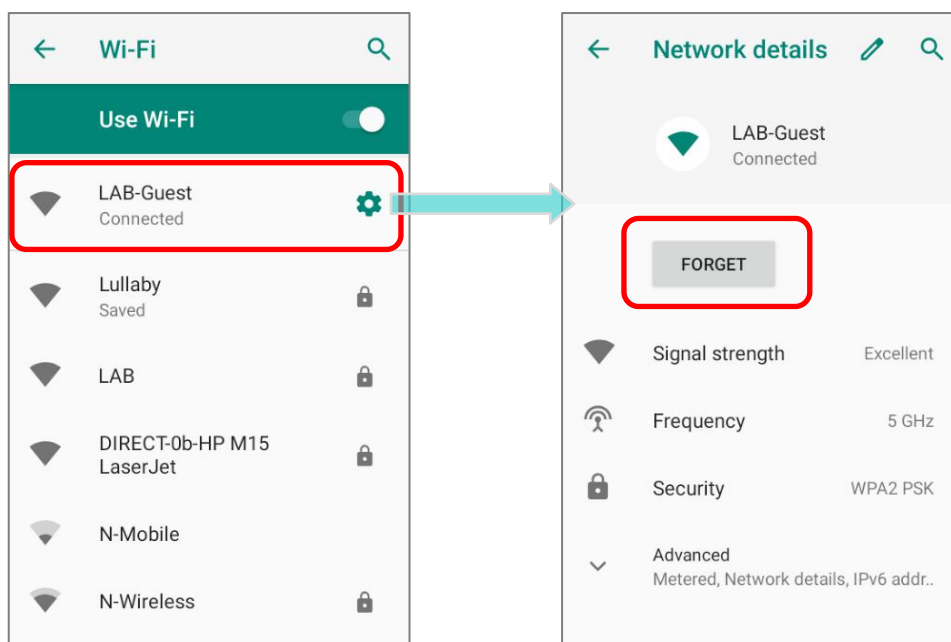 Wi-Fi
Use Wi-Fi
LAB-Guest
Connected
Lullaby
Saved
LAB
DIRECT-0b-HP M15
LaserJet
N-Mobile
N-Wireless
Network details
LAB-Guest
Connected
FORGET
Signal strength Excellent
Frequency 5 GHz
Security WPA2 PSK
Advanced
Metered, Network details, IPv6 addr..